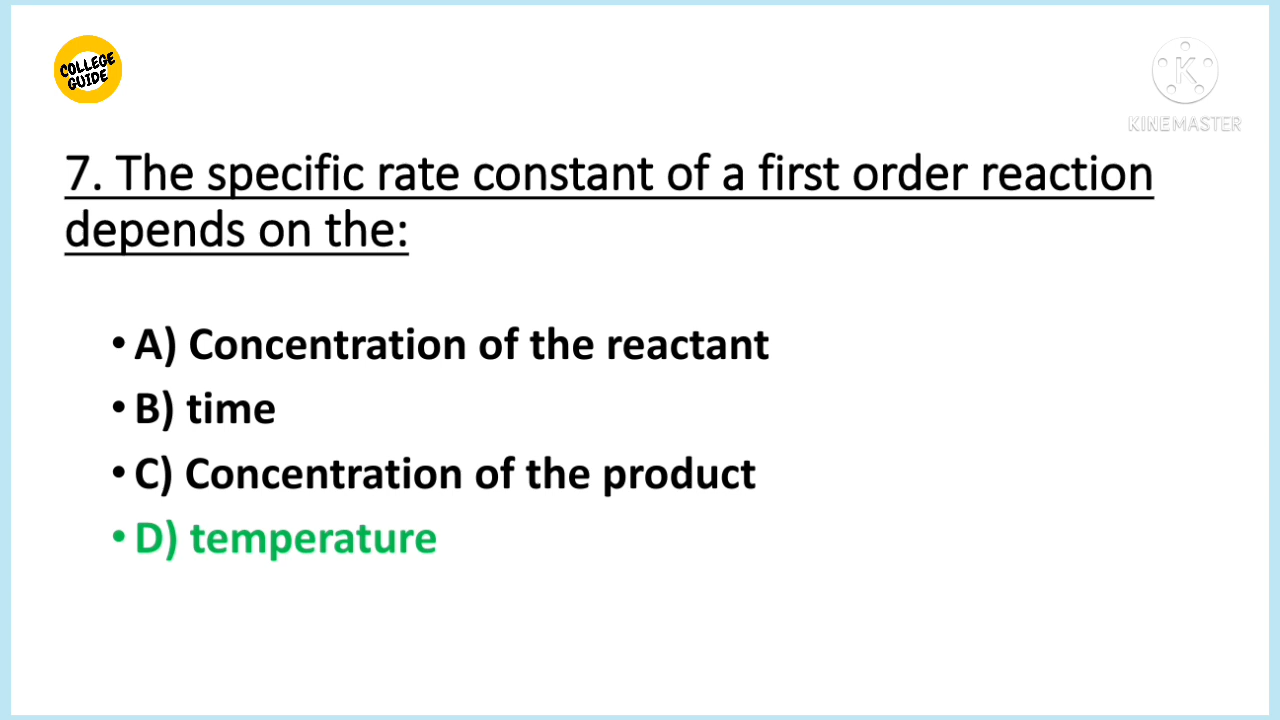 COLLEGE
GUIDE
K
KINEMASTER
7. The specific rate constant of a first order reaction
depends on the:
• A) Concentration of the reactant
• B) time
• C) Concentration of the product
• D) temperature